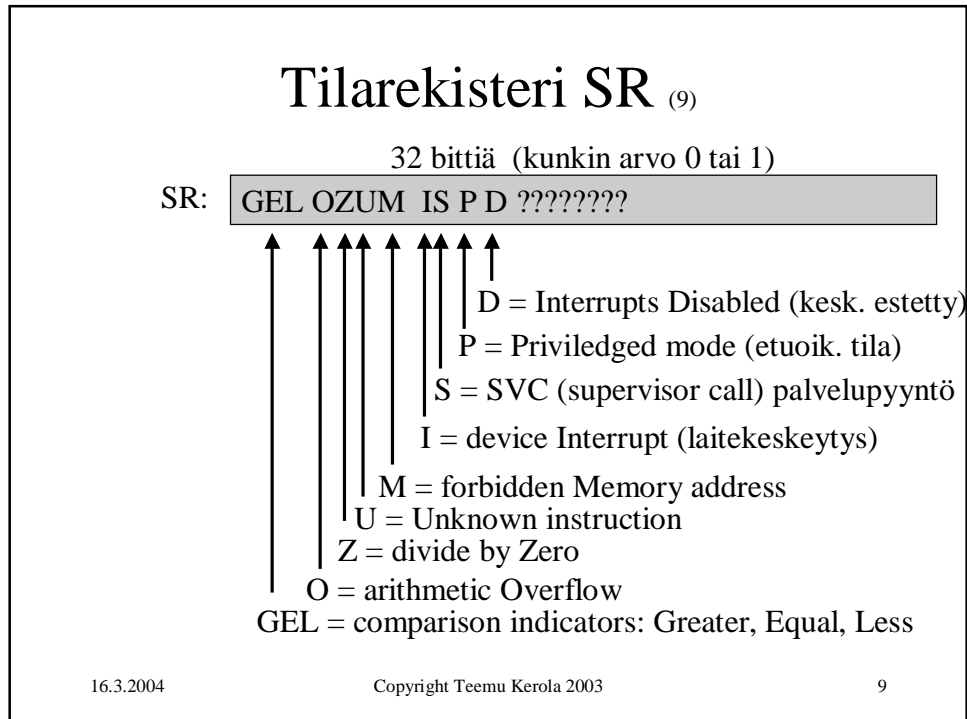 Tilarekisteri SR (9)
32 bittiä (kunkin arvo 0 tai 1)
SR: GEL OZUM IS P D ????????
D = Interrupts Disabled (kesk. estetty)
P = Priviledged mode (etuoik. tila)
S = SVC (supervisor call) palvelupyyntö
I = device Interrupt (laitekeskeytys)
M = forbidden Memory address
U = Unknown instruction
Z = divide by Zero
O = arithmetic Overflow
GEL = comparison indicators: Greater, Equal, Less
16.3.2004 Copyright Teemu Kerola 2003 9